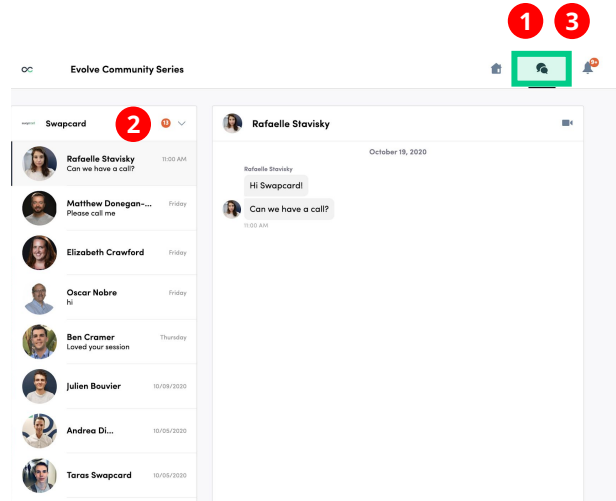 1 3
Evolve Community Series
9+
Swapcard 2 13
Rafaelle Stavisky 11:00 AM
Can we have a call?
Matthew Donegan-... Friday
Please call me
Elizabeth Crawford Friday
Oscar Nobre Friday
hi
Ben Cramer Thursday
Loved your session
Julien Bouvier 10/09/2020
Andrea Di... 10/05/2020
Taras Swapcard 10/05/2020
Rafaelle Stavisky
October 19, 2020
Rafaelle Stavisky
Hi Swapcard!
Can we have a call?
11:00 AM